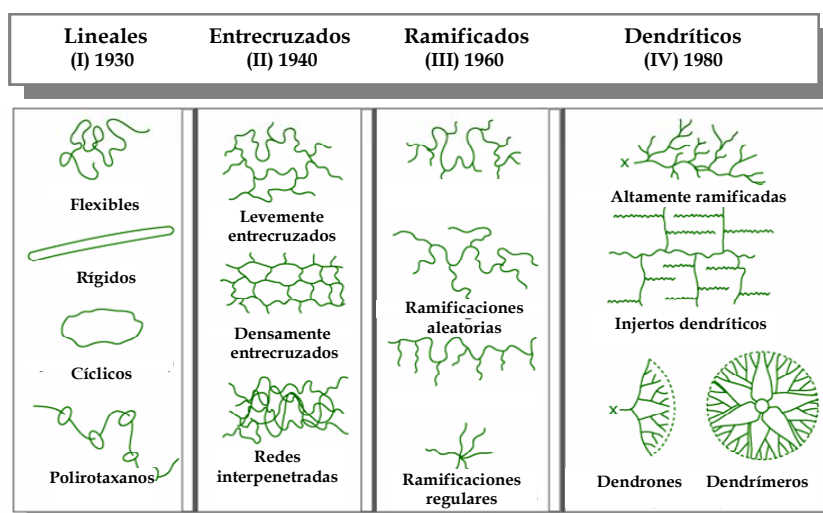 Lineales
(I) 1930
Entrecruzados
(II) 1940
Ramificados
(III) 1960
Dendríticos
(IV) 1980
Flexibles
Rígidos
Cíclicos
Polirotaxanos
Levemente
entrecruzados
Densamente
entrecruzados
Redes
interpenetradas
Ramificaciones
aleatorias
Ramificaciones
regulares
x
Altamente ramificadas
Injertos dendríticos
x
Dendrones
Dendrímeros